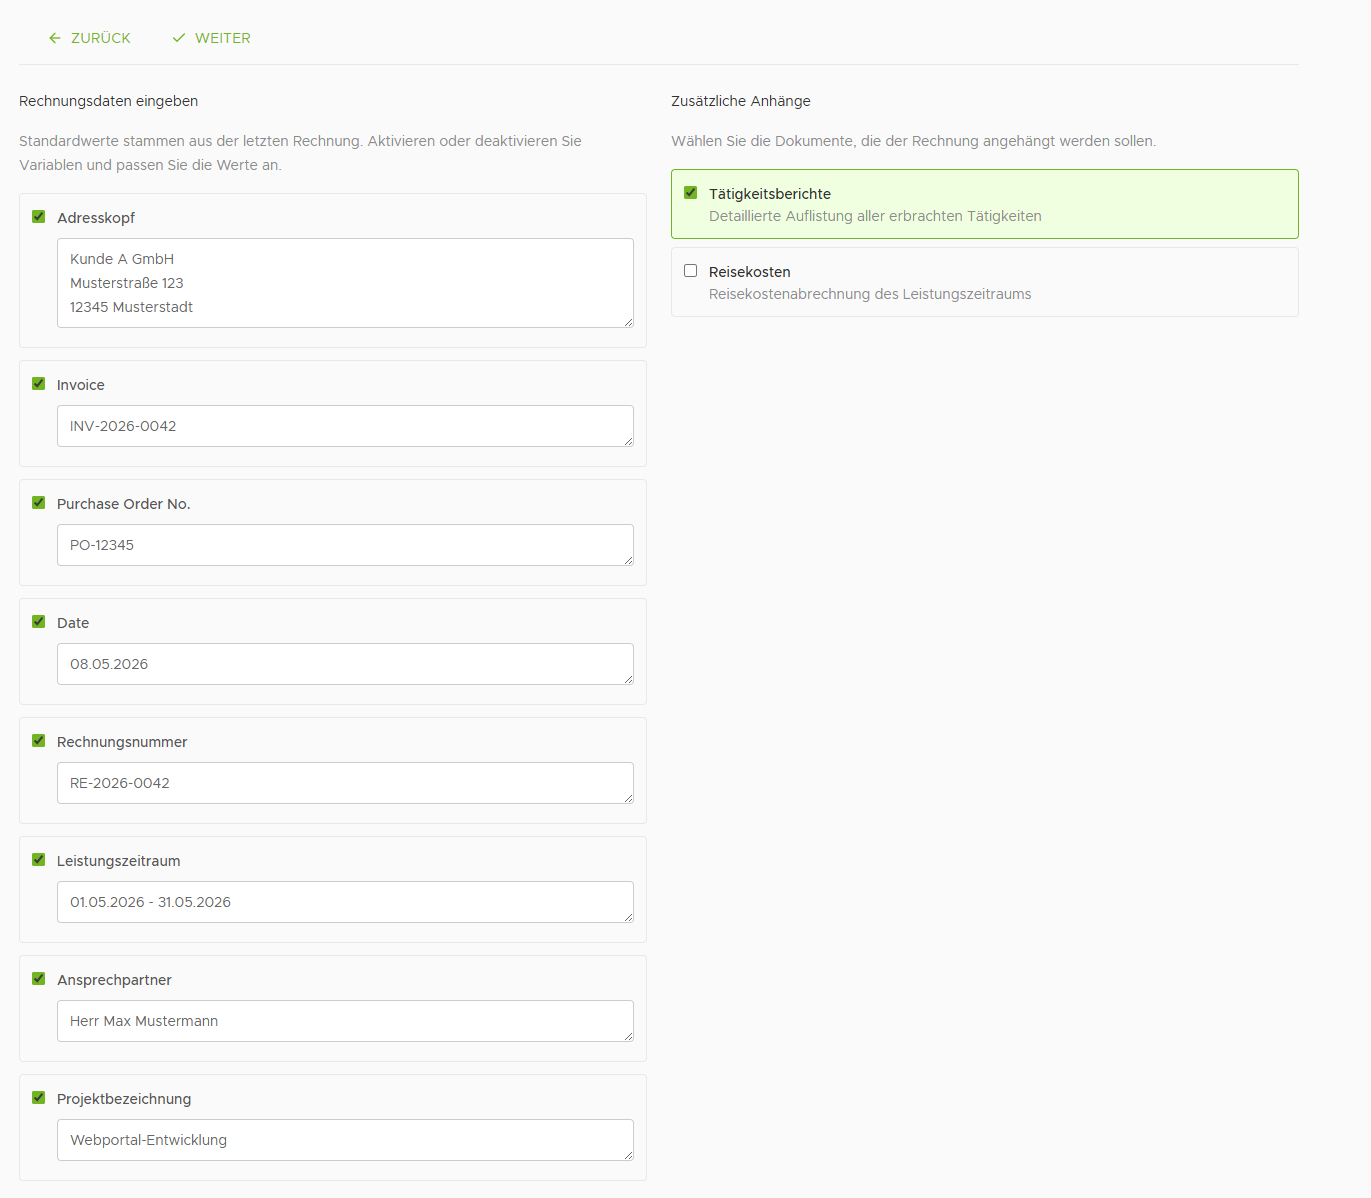 ZURÜCK
WEITER
Rechnungsdaten eingeben
Standardwerte stammen aus der letzten Rechnung. Aktivieren oder deaktivieren Sie
Variablen und passen Sie die Werte an.
Adresskopf
Kunde A GmbH
Musterstraße 123
12345 Musterstadt
Invoice
INV-2026-0042
Purchase Order No.
PO-12345
Date
08.05.2026
Rechnungsnummer
RE-2026-0042
Leistungszeitraum
01.05.2026 - 31.05.2026
Ansprechpartner
Herr Max Mustermann
Projektbezeichnung
Webportal-Entwicklung
Zusätzliche Anhänge
Wählen Sie die Dokumente, die der Rechnung angehängt werden sollen.
Tätigkeitsberichte
Detaillierte Auflistung aller erbrachten Tätigkeiten
Reisekosten
Reisekostenabrechnung des Leistungszeitraums